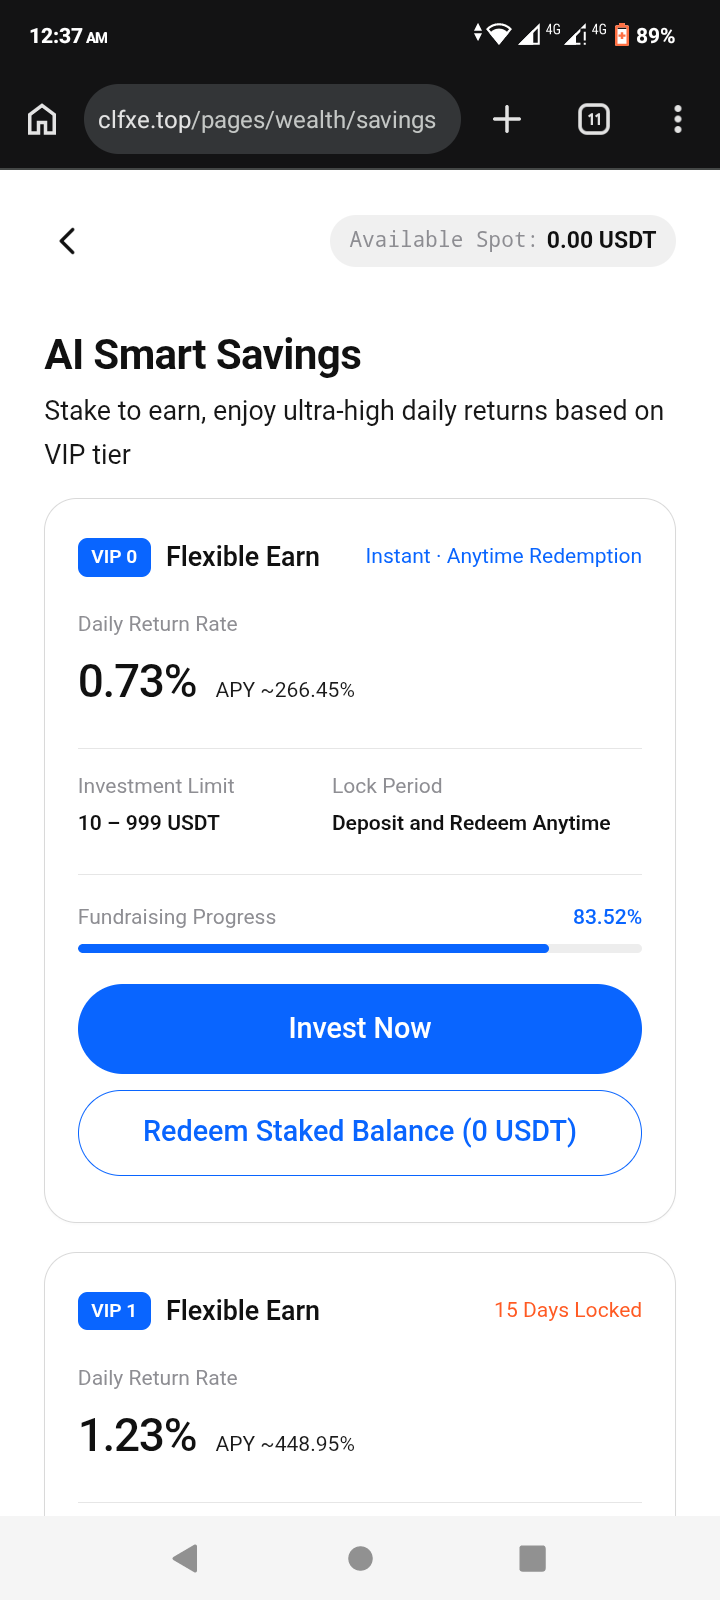 12:37 AM
4G 4G 89%
clfxe.top/pages/wealth/savings
11
Available Spot: 0.00 USDT
AI Smart Savings
Stake to earn, enjoy ultra-high daily returns based on
VIP tier
VIP 0 Flexible Earn Instant · Anytime Redemption
Daily Return Rate
0.73% APY ~266.45%
Investment Limit Lock Period
10 – 999 USDT Deposit and Redeem Anytime
Fundraising Progress 83.52%
Invest Now
Redeem Staked Balance (0 USDT)
VIP 1 Flexible Earn 15 Days Locked
Daily Return Rate
1.23% APY ~448.95%